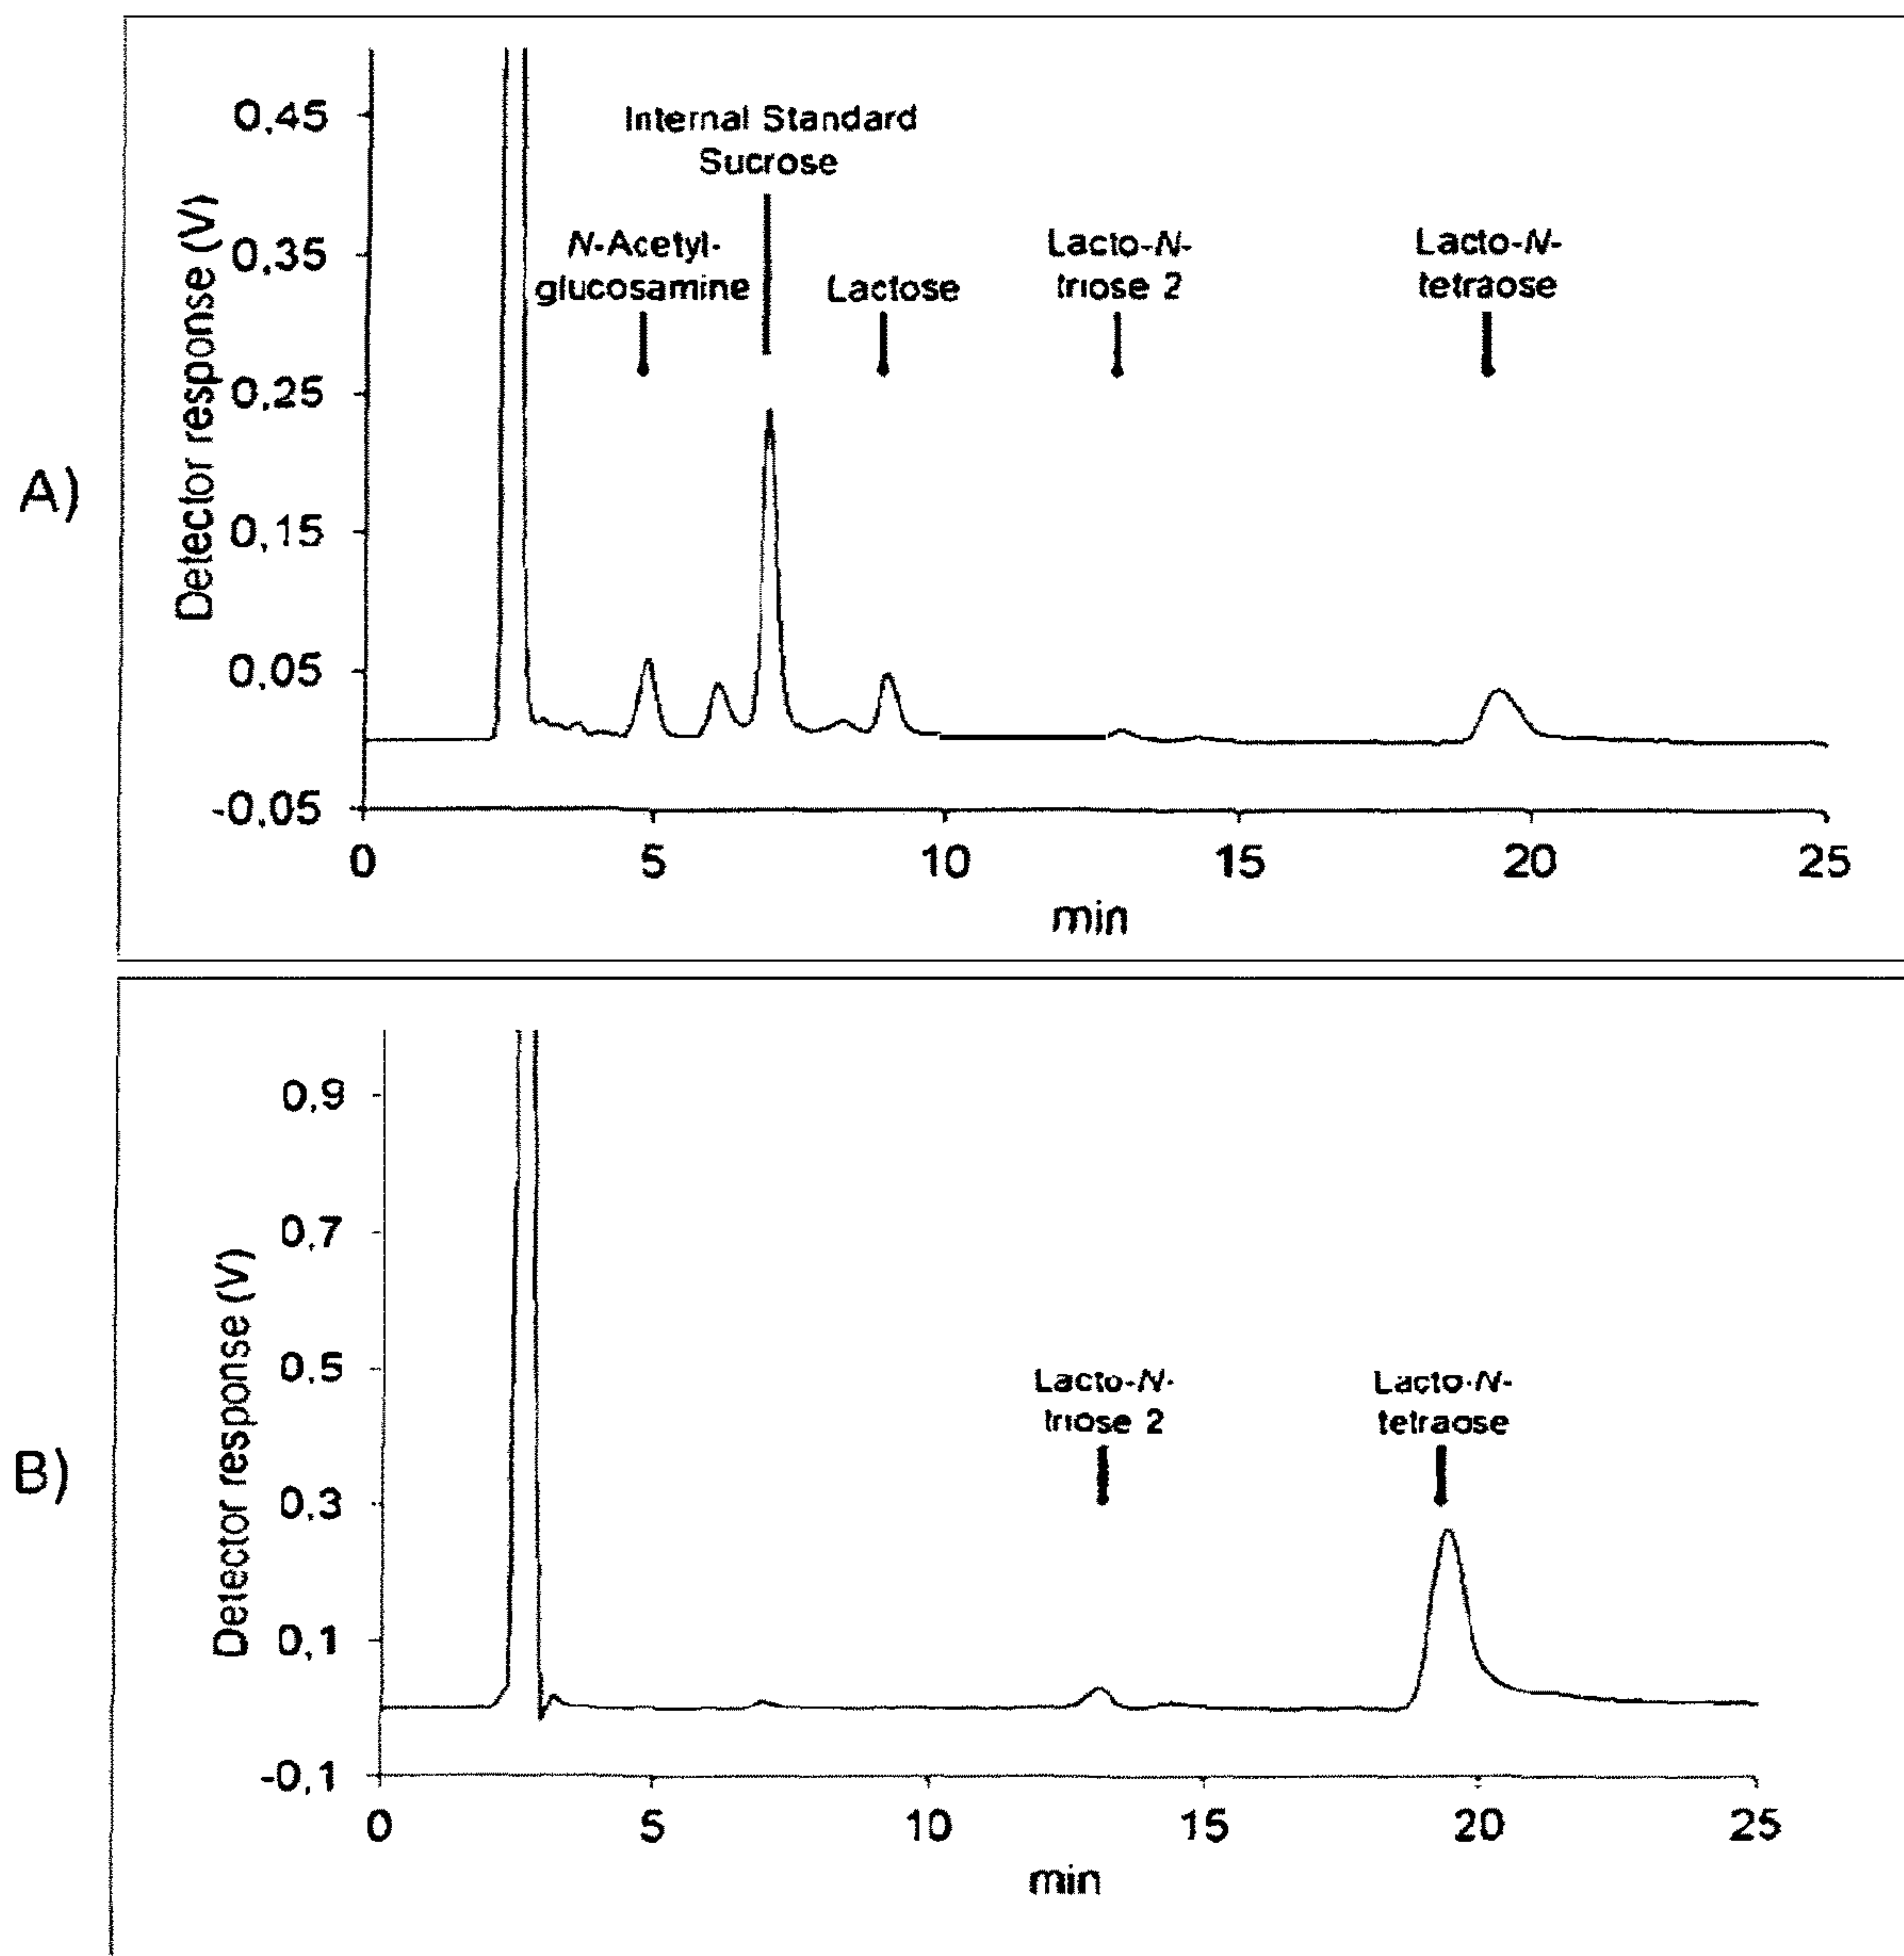 A)
Detector response (V)
0,45
0,35
0,25
0,15
0,05
-0,05
Internal Standard
Sucrose
N-Acetyl-
glucosamine
Lactose
Lacto-N-
triose 2
Lacto-N-
tetraose
0 5 10 15 20 25
min
B)
Detector response (V)
0,9
0,7
0,5
0,3
0,1
-0,1
Lacto-N-
triose 2
Lacto-N-
tetraose
0 5 10 15 20 25
min